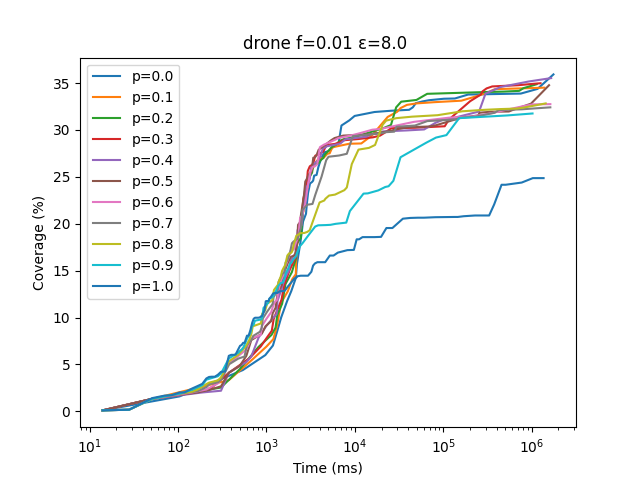 drone f=0.01 ε=8.0
p=0.0
p=0.1
p=0.2
p=0.3
p=0.4
p=0.5
p=0.6
p=0.7
p=0.8
p=0.9
p=1.0
Coverage (%)
35
30
25
20
15
10
5
0
10¹ 10² 10³ 10⁴ 10⁵ 10⁶
Time (ms)